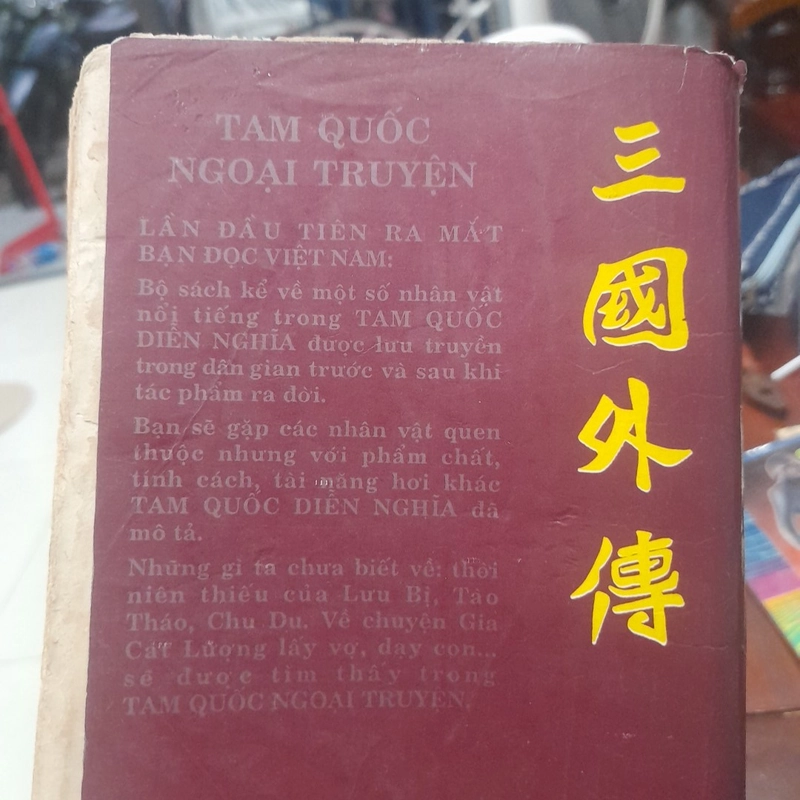 TAM QUỐC
NGOẠI TRUYỆN
LẦN ĐẦU TIÊN RA MẮT
BẠN ĐỌC VIỆT NAM:
Bộ sách kể về một số nhân vật
nổi tiếng trong TAM QUỐC
DIỄN NGHĨA được lưu truyền
trong dân gian trước và sau khi
tác phẩm ra đời.
Bạn sẽ gặp các nhân vật quen
thuộc nhưng với phẩm chất,
tính cách, tài năng hơi khác
TAM QUỐC DIỄN NGHĨA đã
mô tả.
Những gì ta chưa biết về: thời
niên thiếu của Lưu Bị, Tào
Tháo, Chu Du. Về chuyện Gia
Cát Lượng lấy vợ, dạy con...
sẽ được tìm thấy trong
TAM QUỐC NGOẠI TRUYỆN.
三國外傳